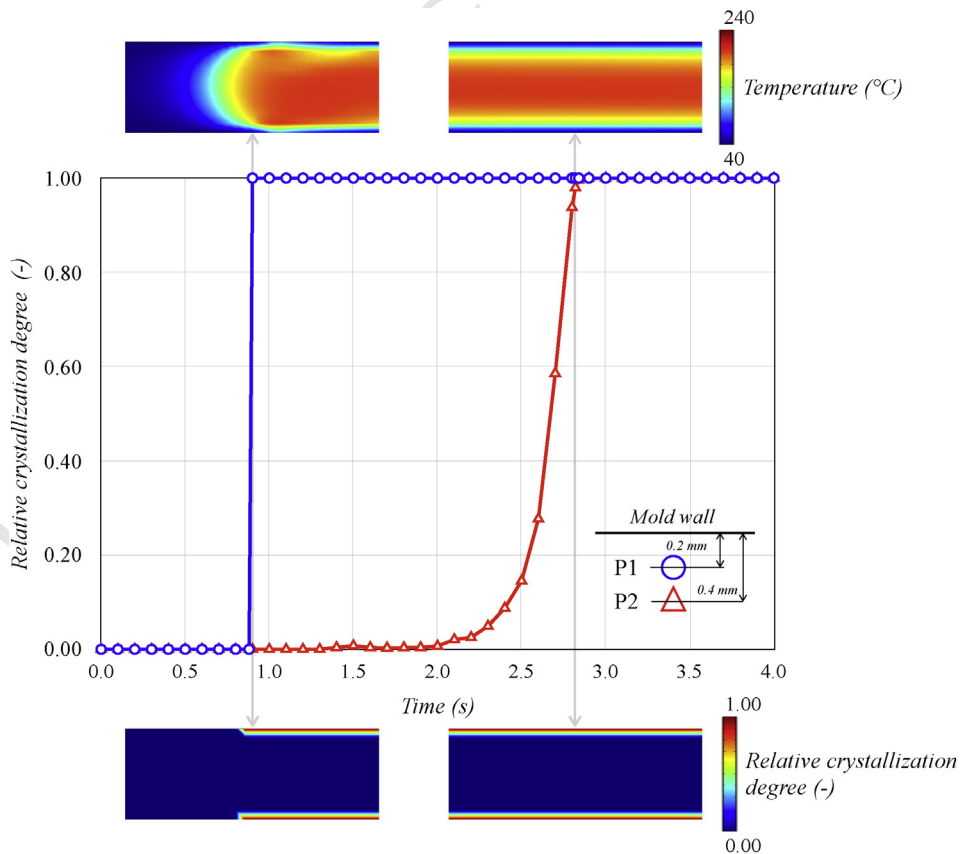 240
Temperature (°C)
40
1.00
0.80
0.60
0.40
0.20
0.00
Relative crystallization degree (-)
Mold wall
0.2 mm
P1
0.4 mm
P2
0.0 0.5 1.0 1.5 2.0 2.5 3.0 3.5 4.0
Time (s)
1.00
Relative crystallization
degree (-)
0.00